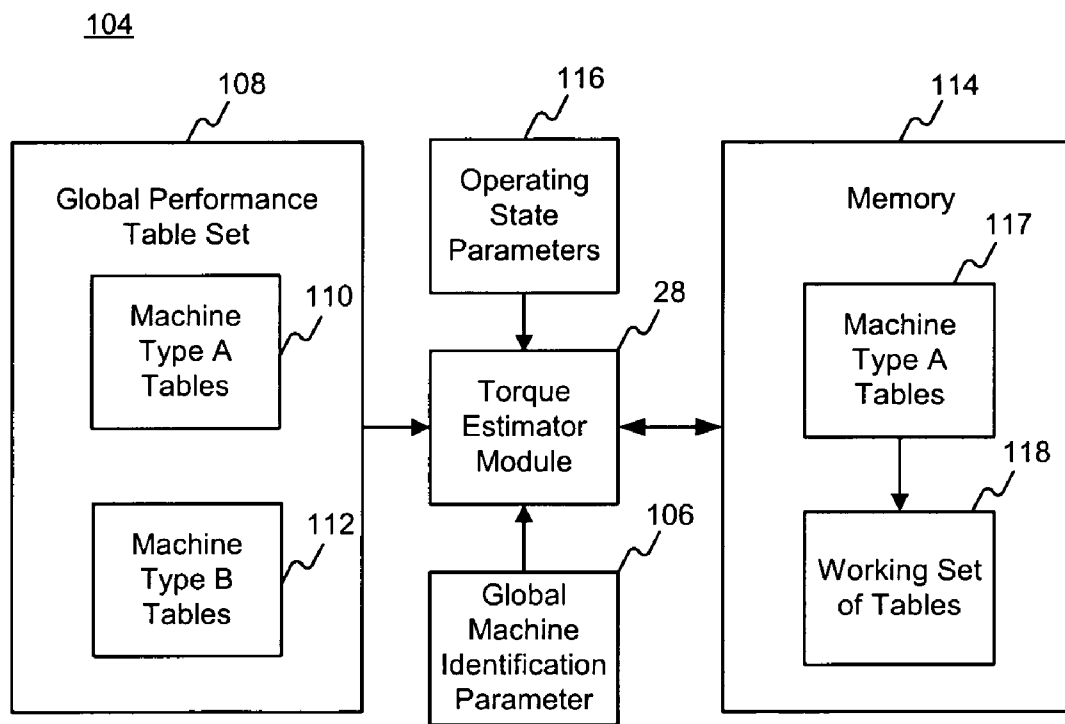 104
108
Global Performance
Table Set
110
Machine
Type A
Tables
112
Machine
Type B
Tables
116
Operating
State
Parameters
28
Torque
Estimator
Module
106
Global
Machine
Identification
Parameter
114
Memory
117
Machine
Type A
Tables
118
Working Set
of Tables